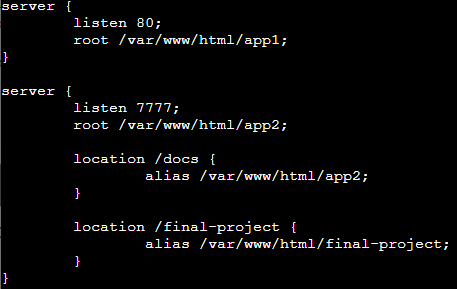 server {
        listen 80;
        root /var/www/html/app1;
}
server {
        listen 7777;
        root /var/www/html/app2;
        location /docs {
                alias /var/www/html/app2;
        }
        location /final-project {
                alias /var/www/html/final-project;
        }
}